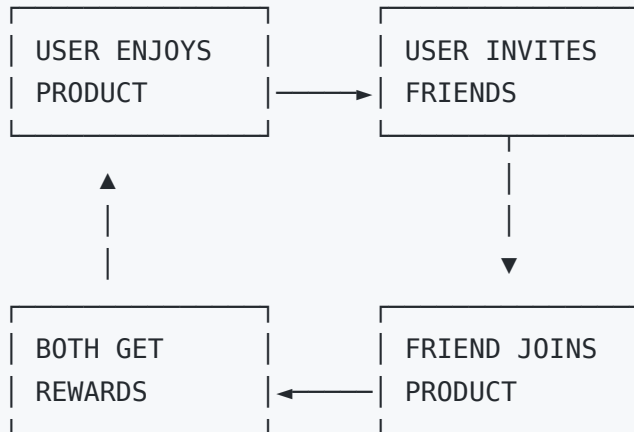 USER ENJOYS
PRODUCT
USER INVITES
FRIENDS
BOTH GET
REWARDS
FRIEND JOINS
PRODUCT